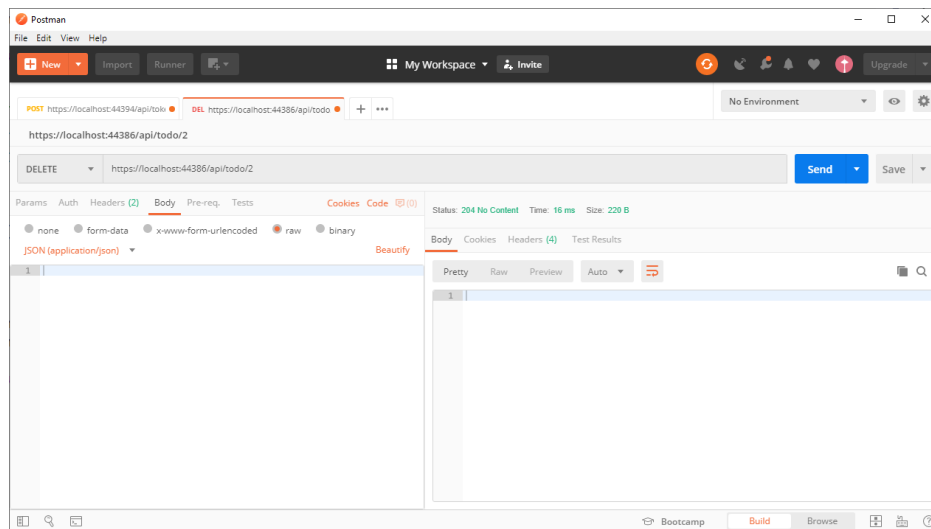 Postman
File Edit View Help
New Import Runner My Workspace Invite Upgrade
POST https://localhost:44394/api/toke DEL https://localhost:44386/api/todo No Environment
https://localhost:44386/api/todo/2
DELETE https://localhost:44386/api/todo/2 Send Save
Params Auth Headers (2) Body Pre-req. Tests Cookies Code (0) Status: 204 No Content Time: 16 ms Size: 220 B
none form-data x-www-form-urlencoded raw binary Body Cookies Headers (4) Test Results
JSON (application/json) Beautify
1 Pretty Raw Preview Auto
1
Bootcamp Build Browse